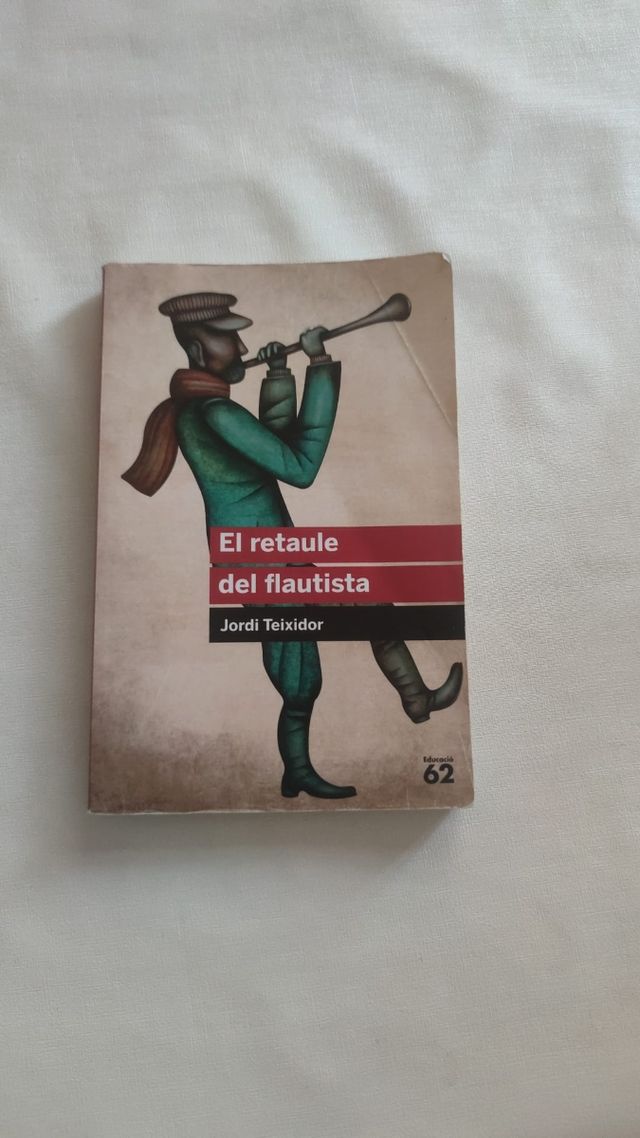 El retaule
del flautista
Jordi Teixidor
Educació
62